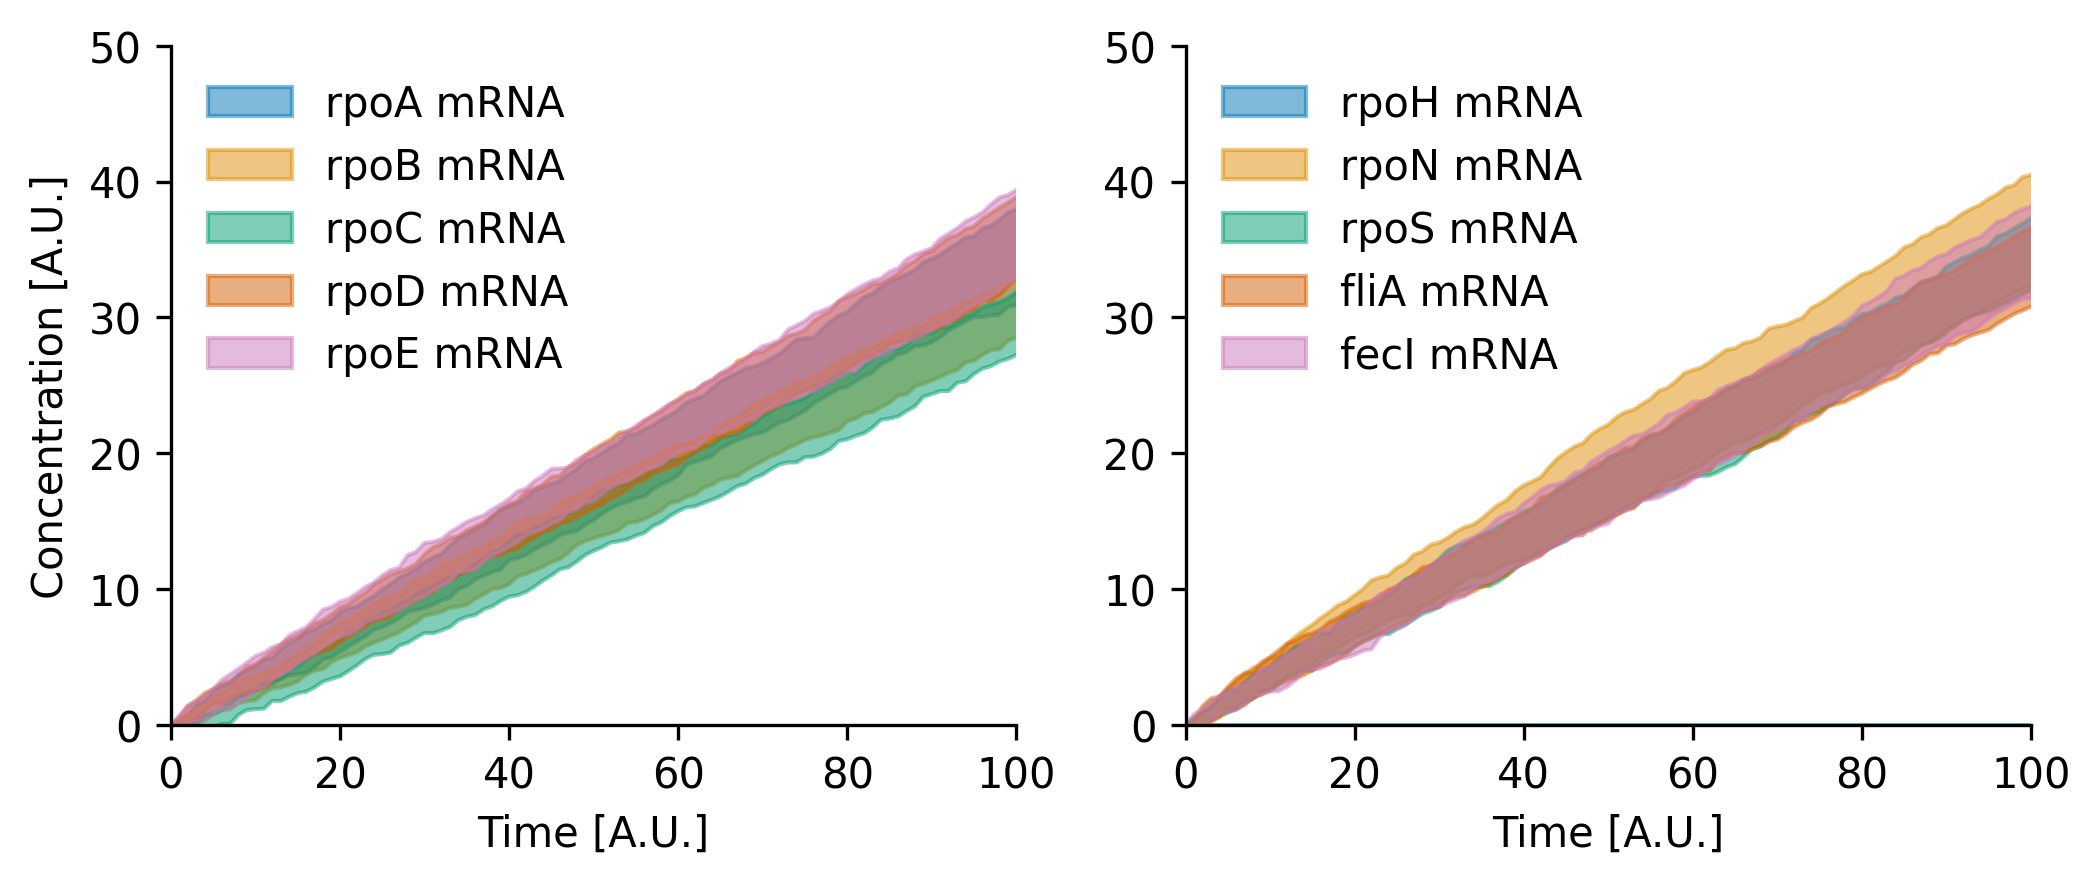 50
40
30
20
10
0
Concentration [A.U.]
rpoA mRNA
rpoB mRNA
rpoC mRNA
rpoD mRNA
rpoE mRNA
0 20 40 60 80 100
Time [A.U.]
50
40
30
20
10
0
rpoH mRNA
rpoN mRNA
rpoS mRNA
fliA mRNA
fecI mRNA
0 20 40 60 80 100
Time [A.U.]